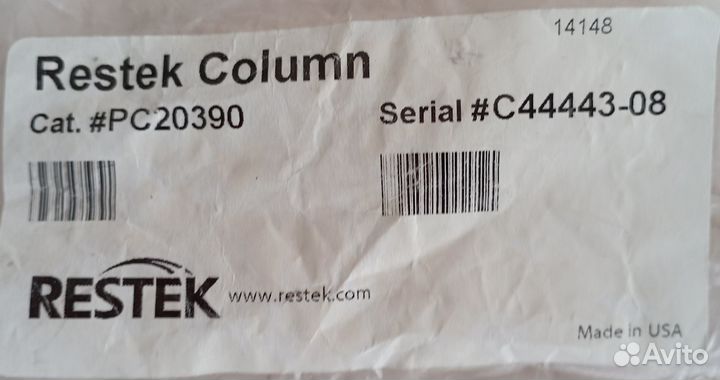 14148
Restek Column
Cat. #PC20390
Serial #C44443-08
RESTEK www.restek.com
Made in USA
Avito